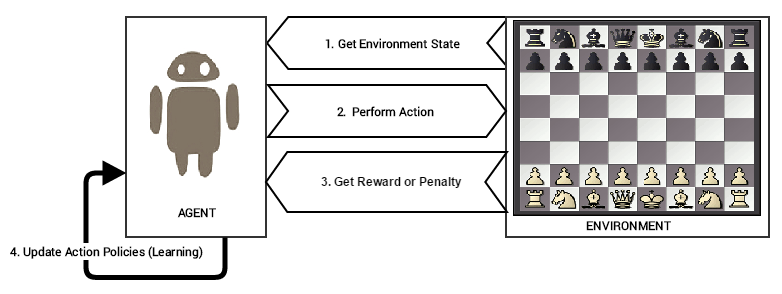 1. Get Environment State
2. Perform Action
3. Get Reward or Penalty
AGENT
ENVIRONMENT
4. Update Action Policies (Learning)